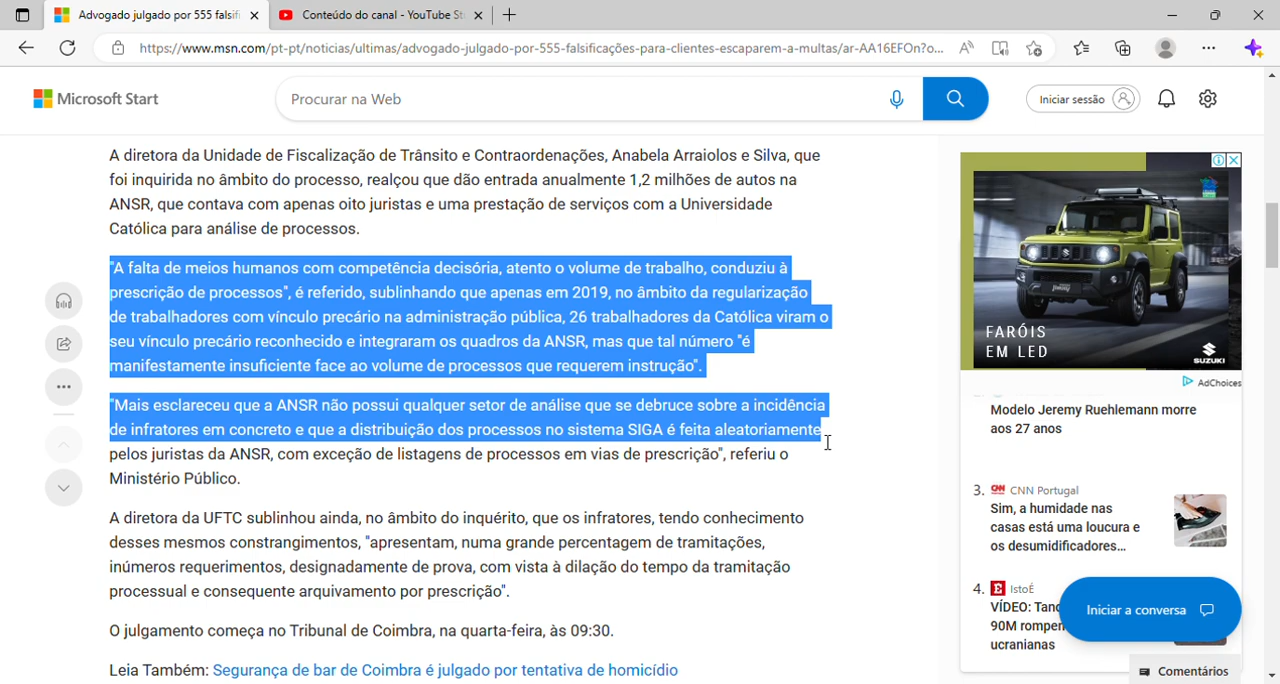 Advogado julgado por 555 falsifi
Conteúdo do canal - YouTube St
https://www.msn.com/pt-pt/noticias/ultimas/advogado-julgado-por-555-falsificações-para-clientes-escaparem-a-multas/ar-AA16EFOn?o...
Microsoft Start
Procurar na Web
Iniciar sessão
A diretora da Unidade de Fiscalização de Trânsito e Contraordenações, Anabela Arraiolos e Silva, que
foi inquirida no âmbito do processo, realçou que dão entrada anualmente 1,2 milhões de autos na
ANSR, que contava com apenas oito juristas e uma prestação de serviços com a Universidade
Católica para análise de processos.
"A falta de meios humanos com competência decisória, atento o volume de trabalho, conduziu à
prescrição de processos", é referido, sublinhando que apenas em 2019, no âmbito da regularização
de trabalhadores com vínculo precário na administração pública, 26 trabalhadores da Católica viram o
seu vínculo precário reconhecido e integraram os quadros da ANSR, mas que tal número "é
manifestamente insuficiente face ao volume de processos que requerem instrução".
"Mais esclareceu que a ANSR não possui qualquer setor de análise que se debruce sobre a incidência
de infratores em concreto e que a distribuição dos processos no sistema SIGA é feita aleatoriamente
pelos juristas da ANSR, com exceção de listagens de processos em vias de prescrição", referiu o
Ministério Público.
A diretora da UFTC sublinhou ainda, no âmbito do inquérito, que os infratores, tendo conhecimento
desses mesmos constrangimentos, "apresentam, numa grande percentagem de tramitações,
inúmeros requerimentos, designadamente de prova, com vista à dilação do tempo da tramitação
processual e consequente arquivamento por prescrição".
O julgamento começa no Tribunal de Coimbra, na quarta-feira, às 09:30.
Leia Também: Segurança de bar de Coimbra é julgado por tentativa de homicídio
FARÓIS
EM LED
SUZUKI
AdChoices
Modelo Jeremy Ruehlemann morre
aos 27 anos
3. CNN CNN Portugal
Sim, a humidade nas
casas está uma loucura e
os desumidificadores...
4. IstoÉ
VÍDEO: Tan
90M rompe
ucranianas
Iniciar a conversa
Comentários